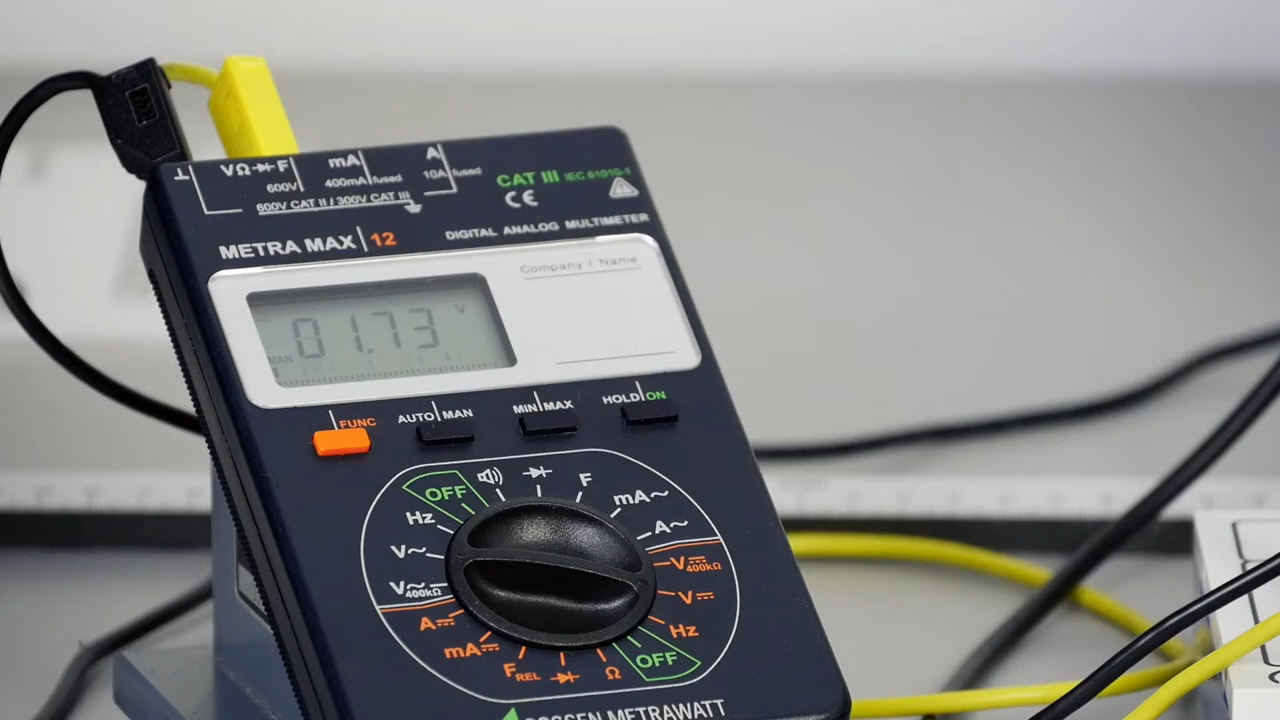 ⊥ VΩ F mA A
600V 400mA fused 10A fused
600V CAT II / 300V CAT III
CAT III IEC 61010-1
CE
METRA MAX 12
DIGITAL ANALOG MULTIMETER
Company / Name
01.73 V
MAN
FUNC
AUTO MAN
MIN MAX
HOLD ON
OFF
F
mA~
Hz
A~
V~
V 400kΩ
V 400kΩ
V
A
Hz
mA
F REL
Ω
OFF
GOSSEN METRAWATT